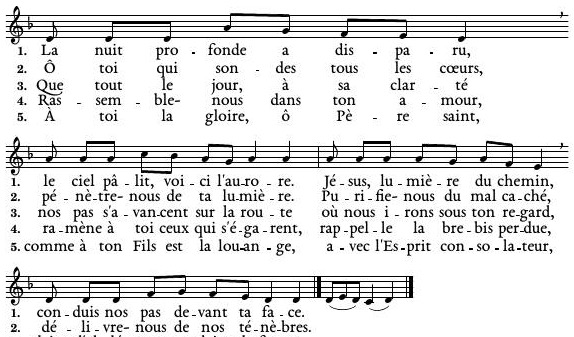 1. La nuit pro - fonde a dis - pa - ru,
2. Ô toi qui son - des tous les cœurs,
3. Que tout le jour, à sa clar - té
4. Ras - sem - ble- nous dans ton a - mour,
5. À toi la gloire, ô Pè - re saint,
1. le ciel pâ - lit, voi - ci l'au - ro - re. Jé - sus, lu - miè - re du chemin,
2. pé - nè - tre- nous de ta lu - miè - re. Pu - ri - fie- nous du mal ca - ché,
3. nos pas s'a - van - cent sur la rou - te où nous i - rons sous ton re - gard,
4. ra - mène à toi ceux qui s'é - ga - rent, rap - pel - le la bre - bis per - due,
5. comme à ton Fils est la lou - an - ge, a - vec l'Es - prit con - so - la - teur,
1. con - duis nos pas de - vant ta fa - ce.
2. dé - li - vre- nous de nos té - nè - bres.